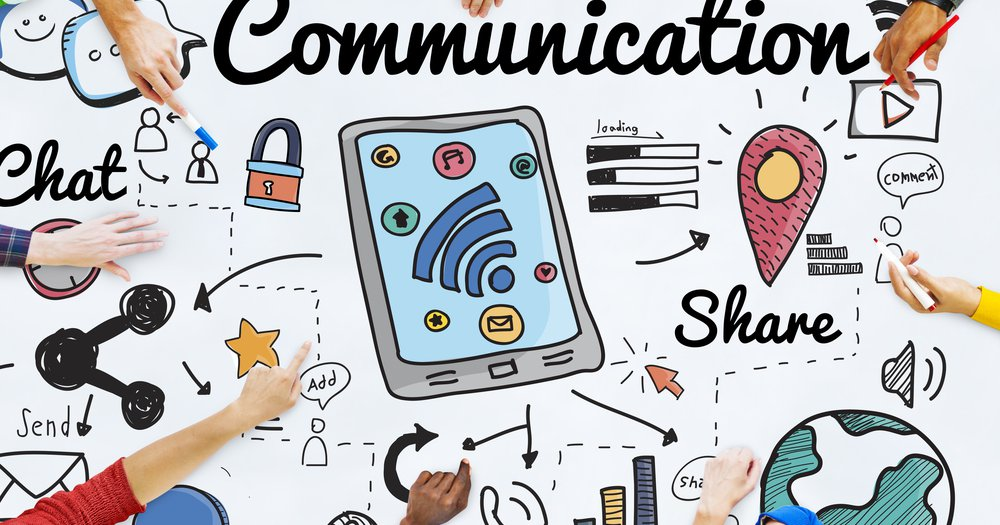 Communication
loading
Chat
comment
Share
Add
Send